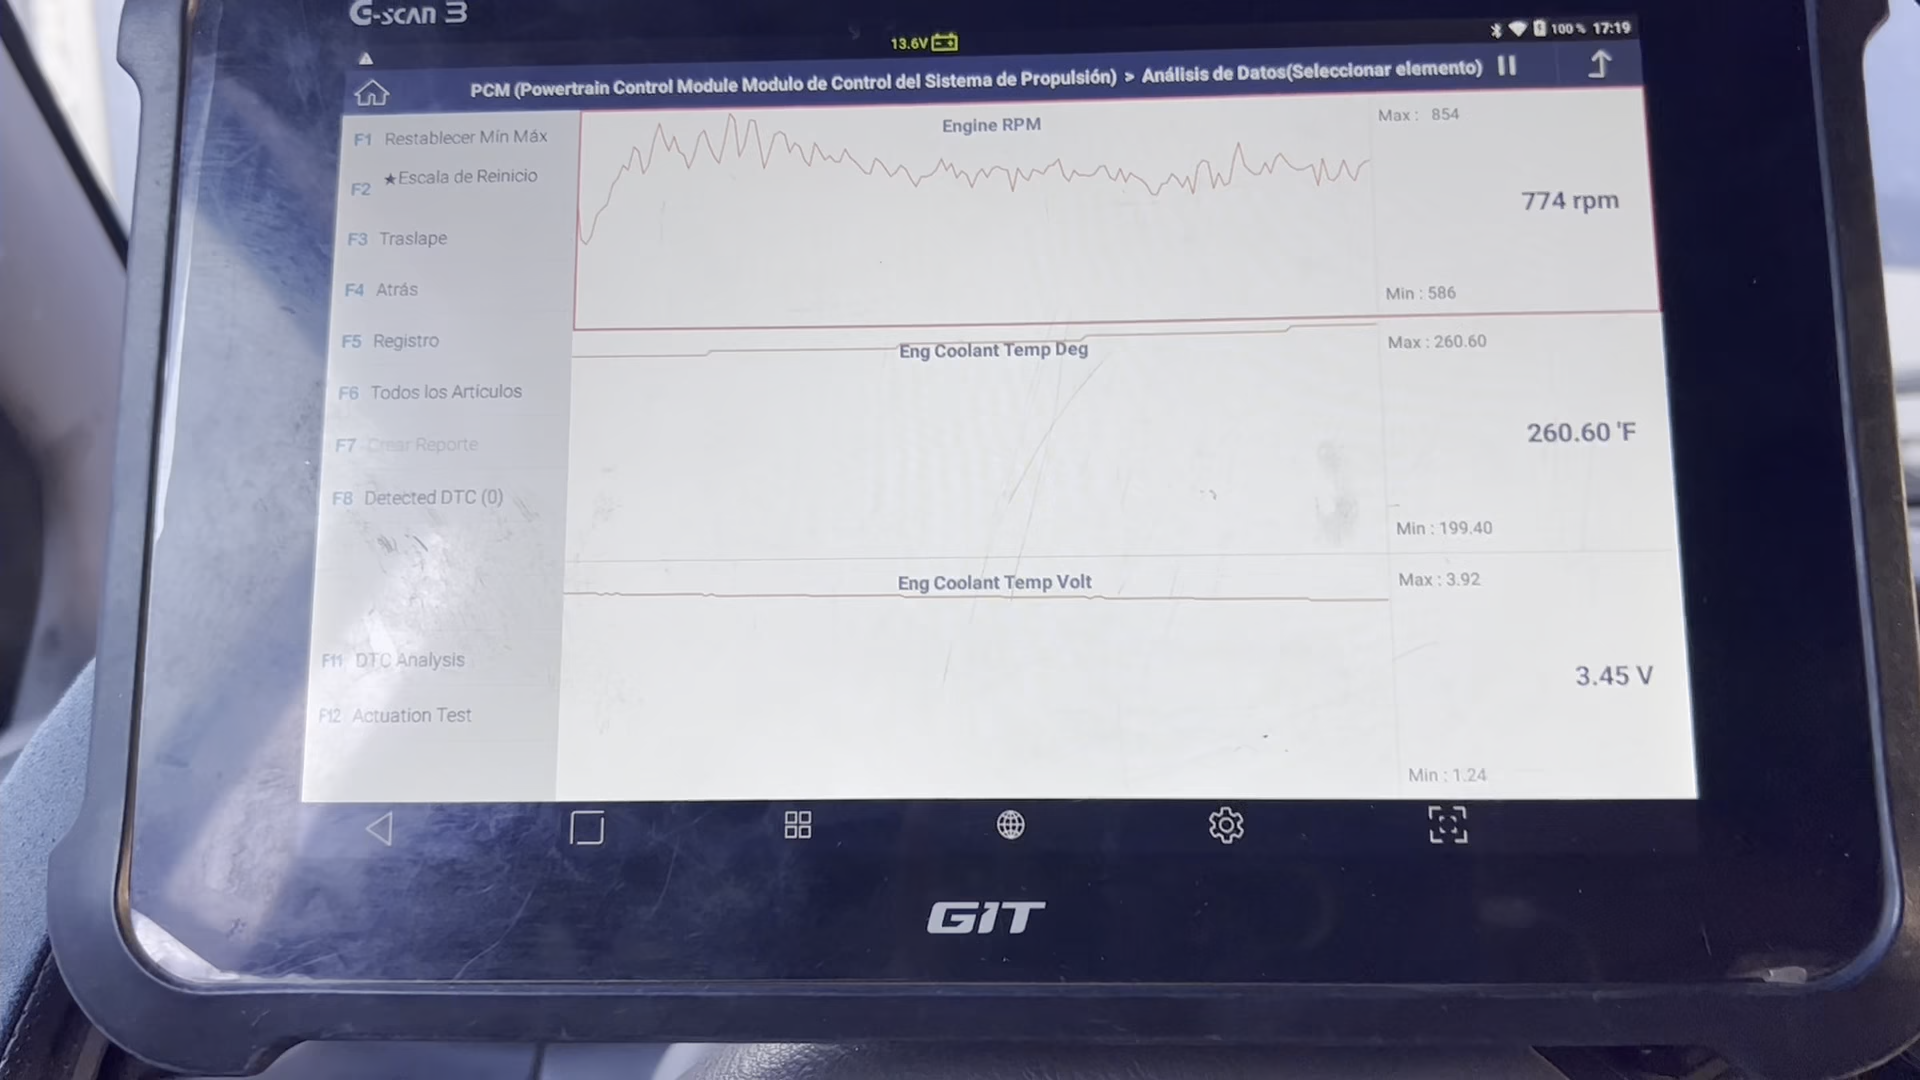 G-scan 3
13.6V
100 % 17:19
PCM (Powertrain Control Module Modulo de Control del Sistema de Propulsión) > Análisis de Datos(Seleccionar elemento)
F1 Restablecer Mín Máx
F2 ★Escala de Reinicio
F3 Traslape
F4 Atrás
F5 Registro
F6 Todos los Artículos
F7 Crear Reporte
F8 Detected DTC (0)
F11 DTC Analysis
F12 Actuation Test
Engine RPM
Max : 854
774 rpm
Min : 586
Eng Coolant Temp Deg
Max : 260.60
260.60 'F
Min : 199.40
Eng Coolant Temp Volt
Max : 3.92
3.45 V
Min : 1.24
GIT